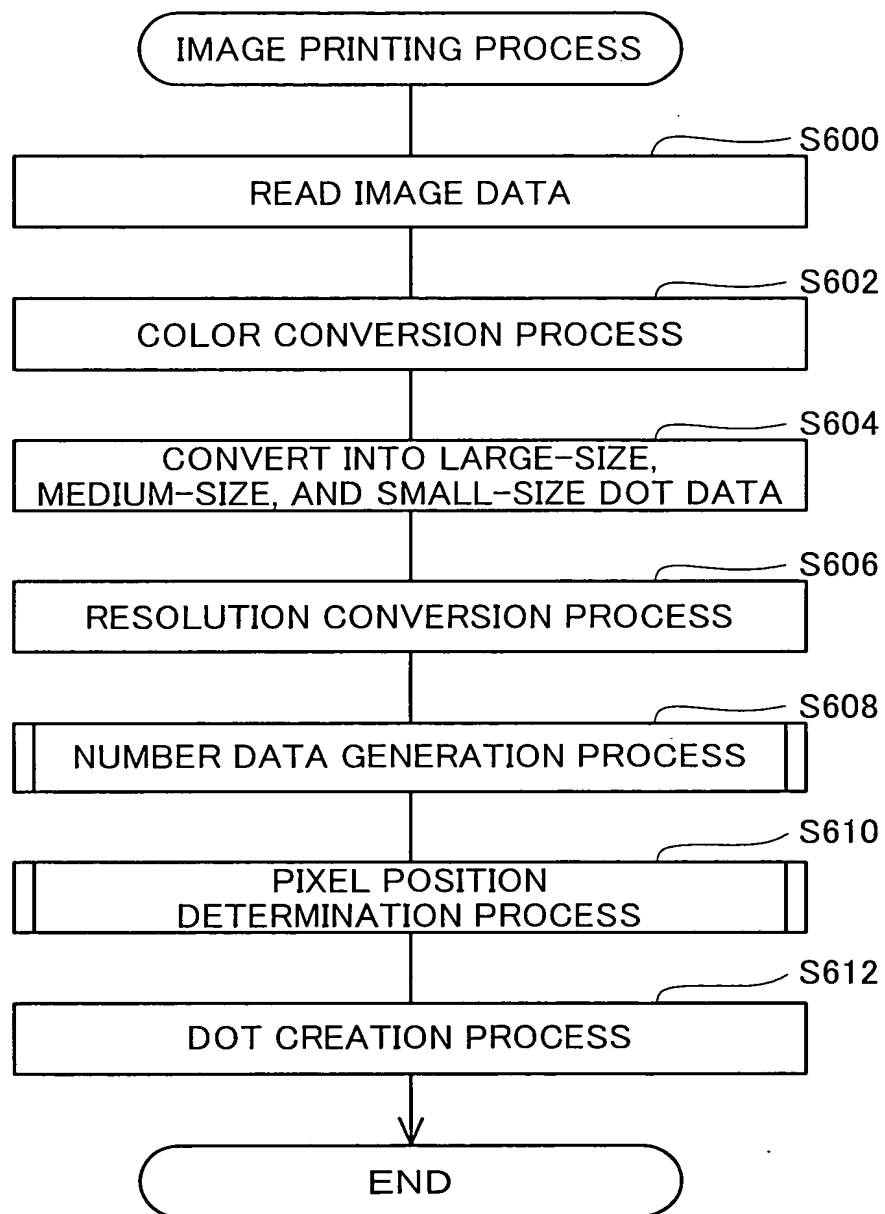 IMAGE PRINTING PROCESS
S600
READ IMAGE DATA
S602
COLOR CONVERSION PROCESS
S604
CONVERT INTO LARGE-SIZE,
MEDIUM-SIZE, AND SMALL-SIZE DOT DATA
S606
RESOLUTION CONVERSION PROCESS
S608
NUMBER DATA GENERATION PROCESS
S610
PIXEL POSITION
DETERMINATION PROCESS
S612
DOT CREATION PROCESS
END